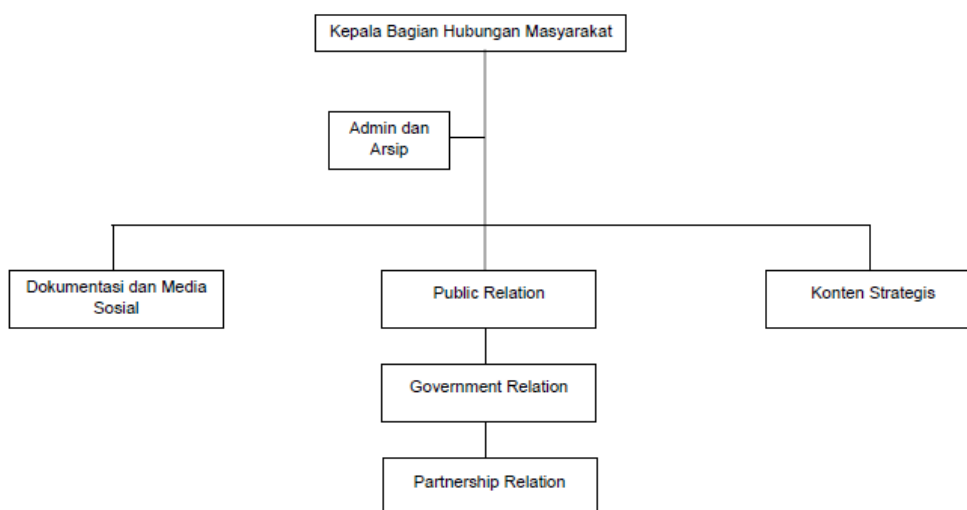 Kepala Bagian Hubungan Masyarakat
Admin dan
Arsip
Dokumentasi dan Media
Sosial
Public Relation
Konten Strategis
Government Relation
Partnership Relation